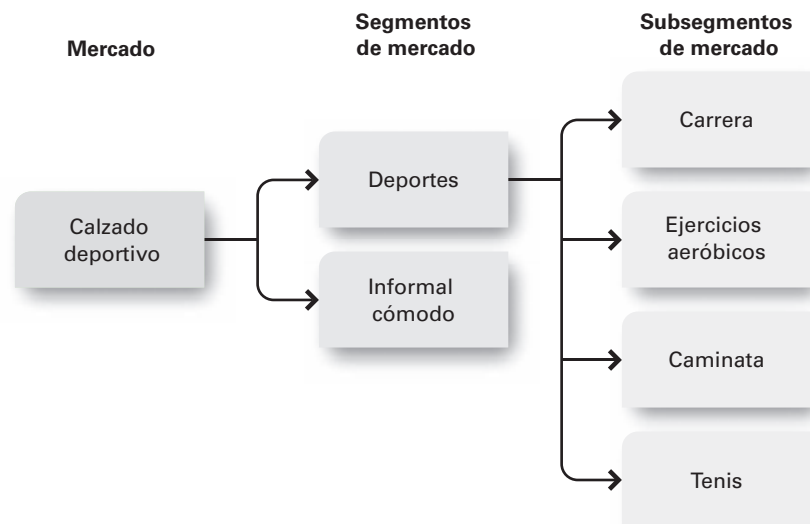 Mercado
Segmentos
de mercado
Subsegmentos
de mercado
Calzado
deportivo
Deportes
Informal
cómodo
Carrera
Ejercicios
aeróbicos
Caminata
Tenis